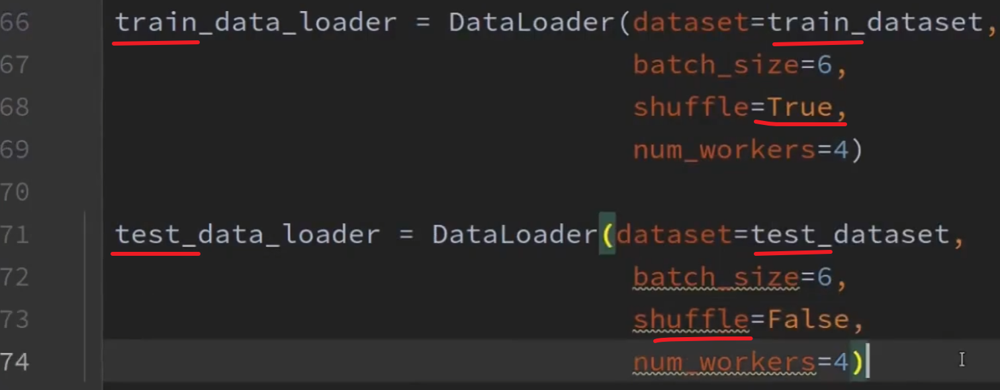 66 train_data_loader = DataLoader(dataset=train_dataset,
67 batch_size=6,
68 shuffle=True,
69 num_workers=4)
70
71 test_data_loader = DataLoader(dataset=test_dataset,
72 batch_size=6,
73 shuffle=False,
74 num_workers=4)